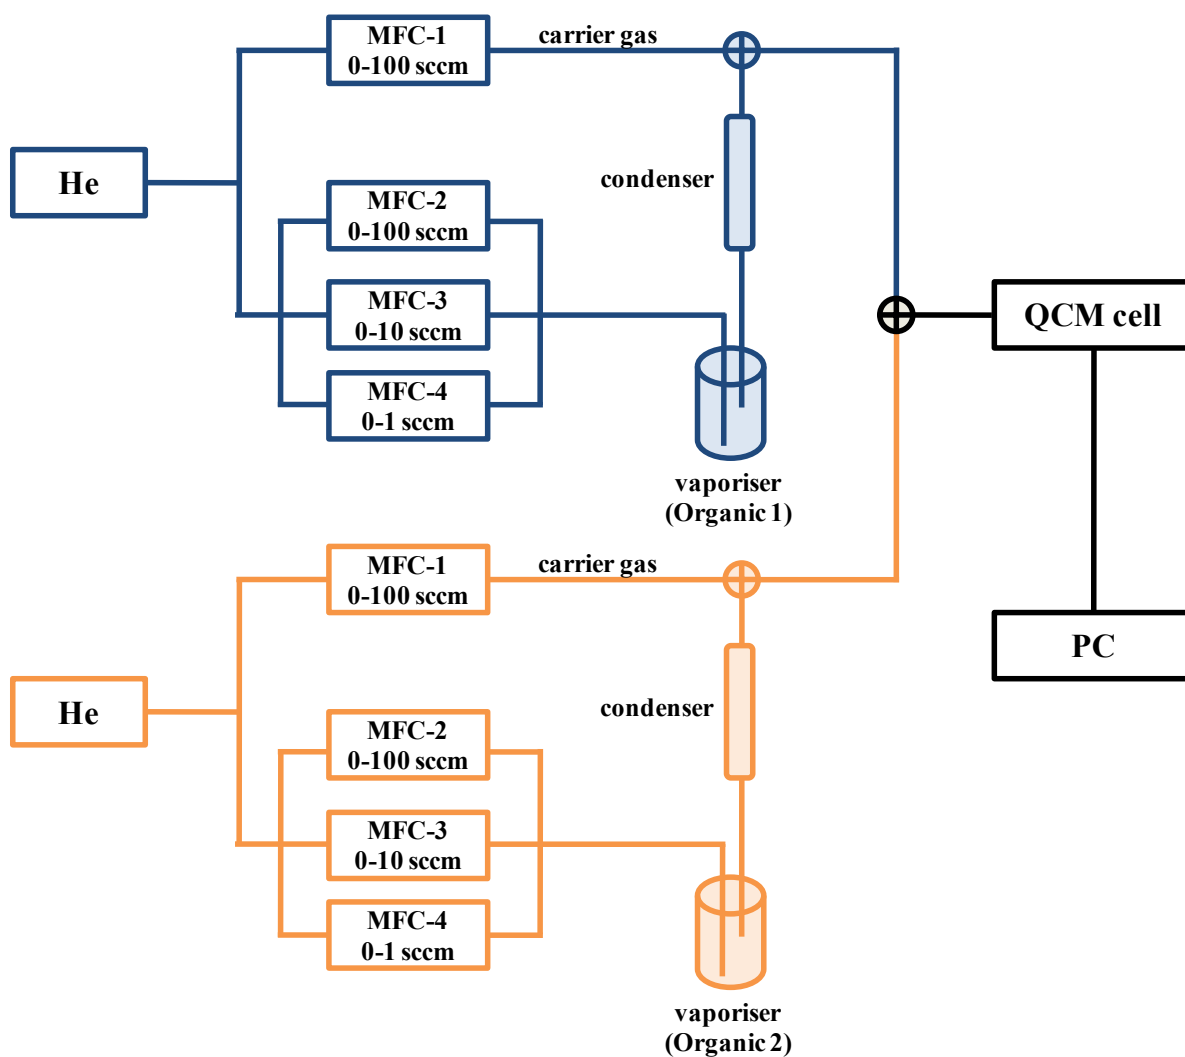 MFC-1
0-100 sccm
carrier gas
He
condenser
MFC-2
0-100 sccm
MFC-3
0-10 sccm
QCM cell
MFC-4
0-1 sccm
vaporiser
(Organic 1)
MFC-1
0-100 sccm
carrier gas
PC
He
condenser
MFC-2
0-100 sccm
MFC-3
0-10 sccm
MFC-4
0-1 sccm
vaporiser
(Organic 2)